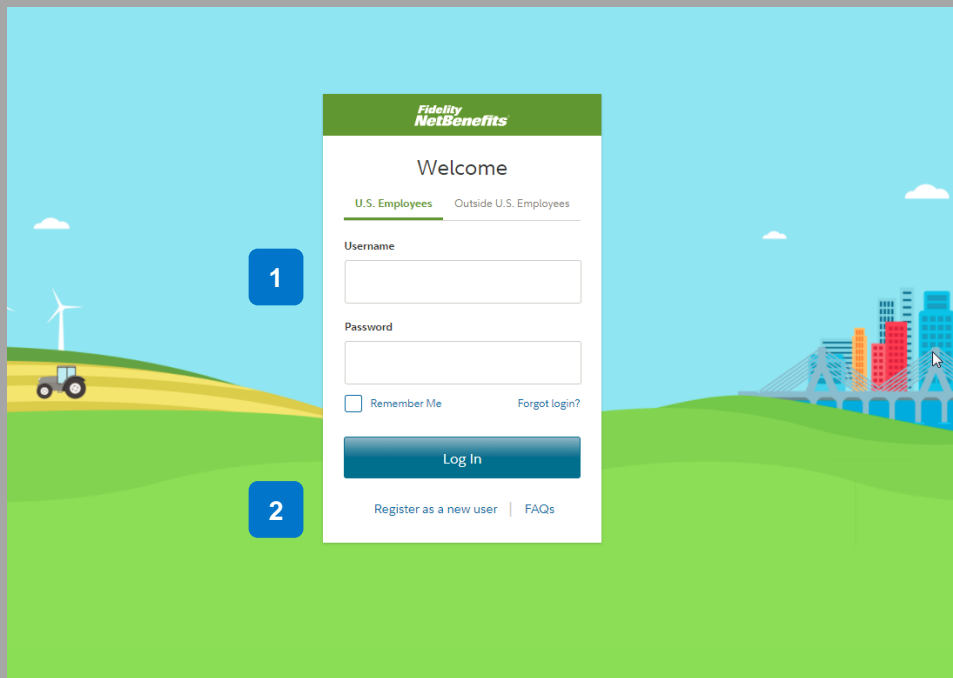 Fidelity
NetBenefits
Welcome
U.S. Employees Outside U.S. Employees
Username
1
Password
Remember Me Forgot login?
Log In
2
Register as a new user | FAQs